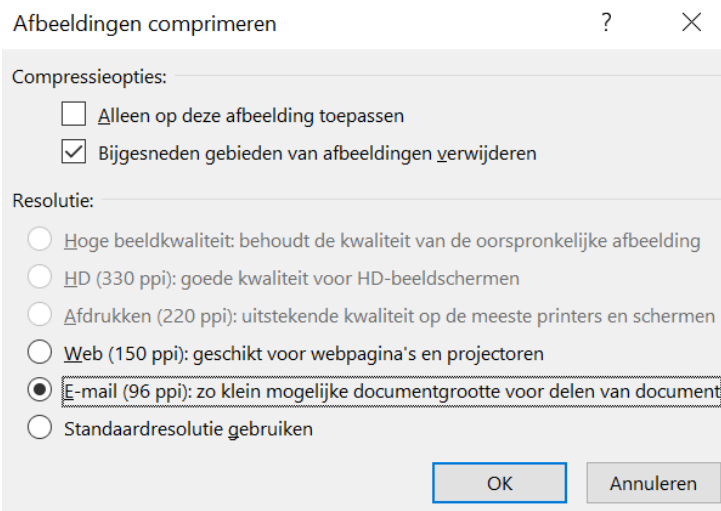 Afbeeldingen comprimeren ?
Compressieopties:
Alleen op deze afbeelding toepassen
Bijgesneden gebieden van afbeeldingen verwijderen
Resolutie:
Hoge beeldkwaliteit: behoudt de kwaliteit van de oorspronkelijke afbeelding
HD (330 ppi): goede kwaliteit voor HD-beeldschermen
Afdrukken (220 ppi): uitstekende kwaliteit op de meeste printers en schermen
Web (150 ppi): geschikt voor webpagina's en projectoren
E-mail (96 ppi): zo klein mogelijke documentgrootte voor delen van document
Standaardresolutie gebruiken
OK Annuleren